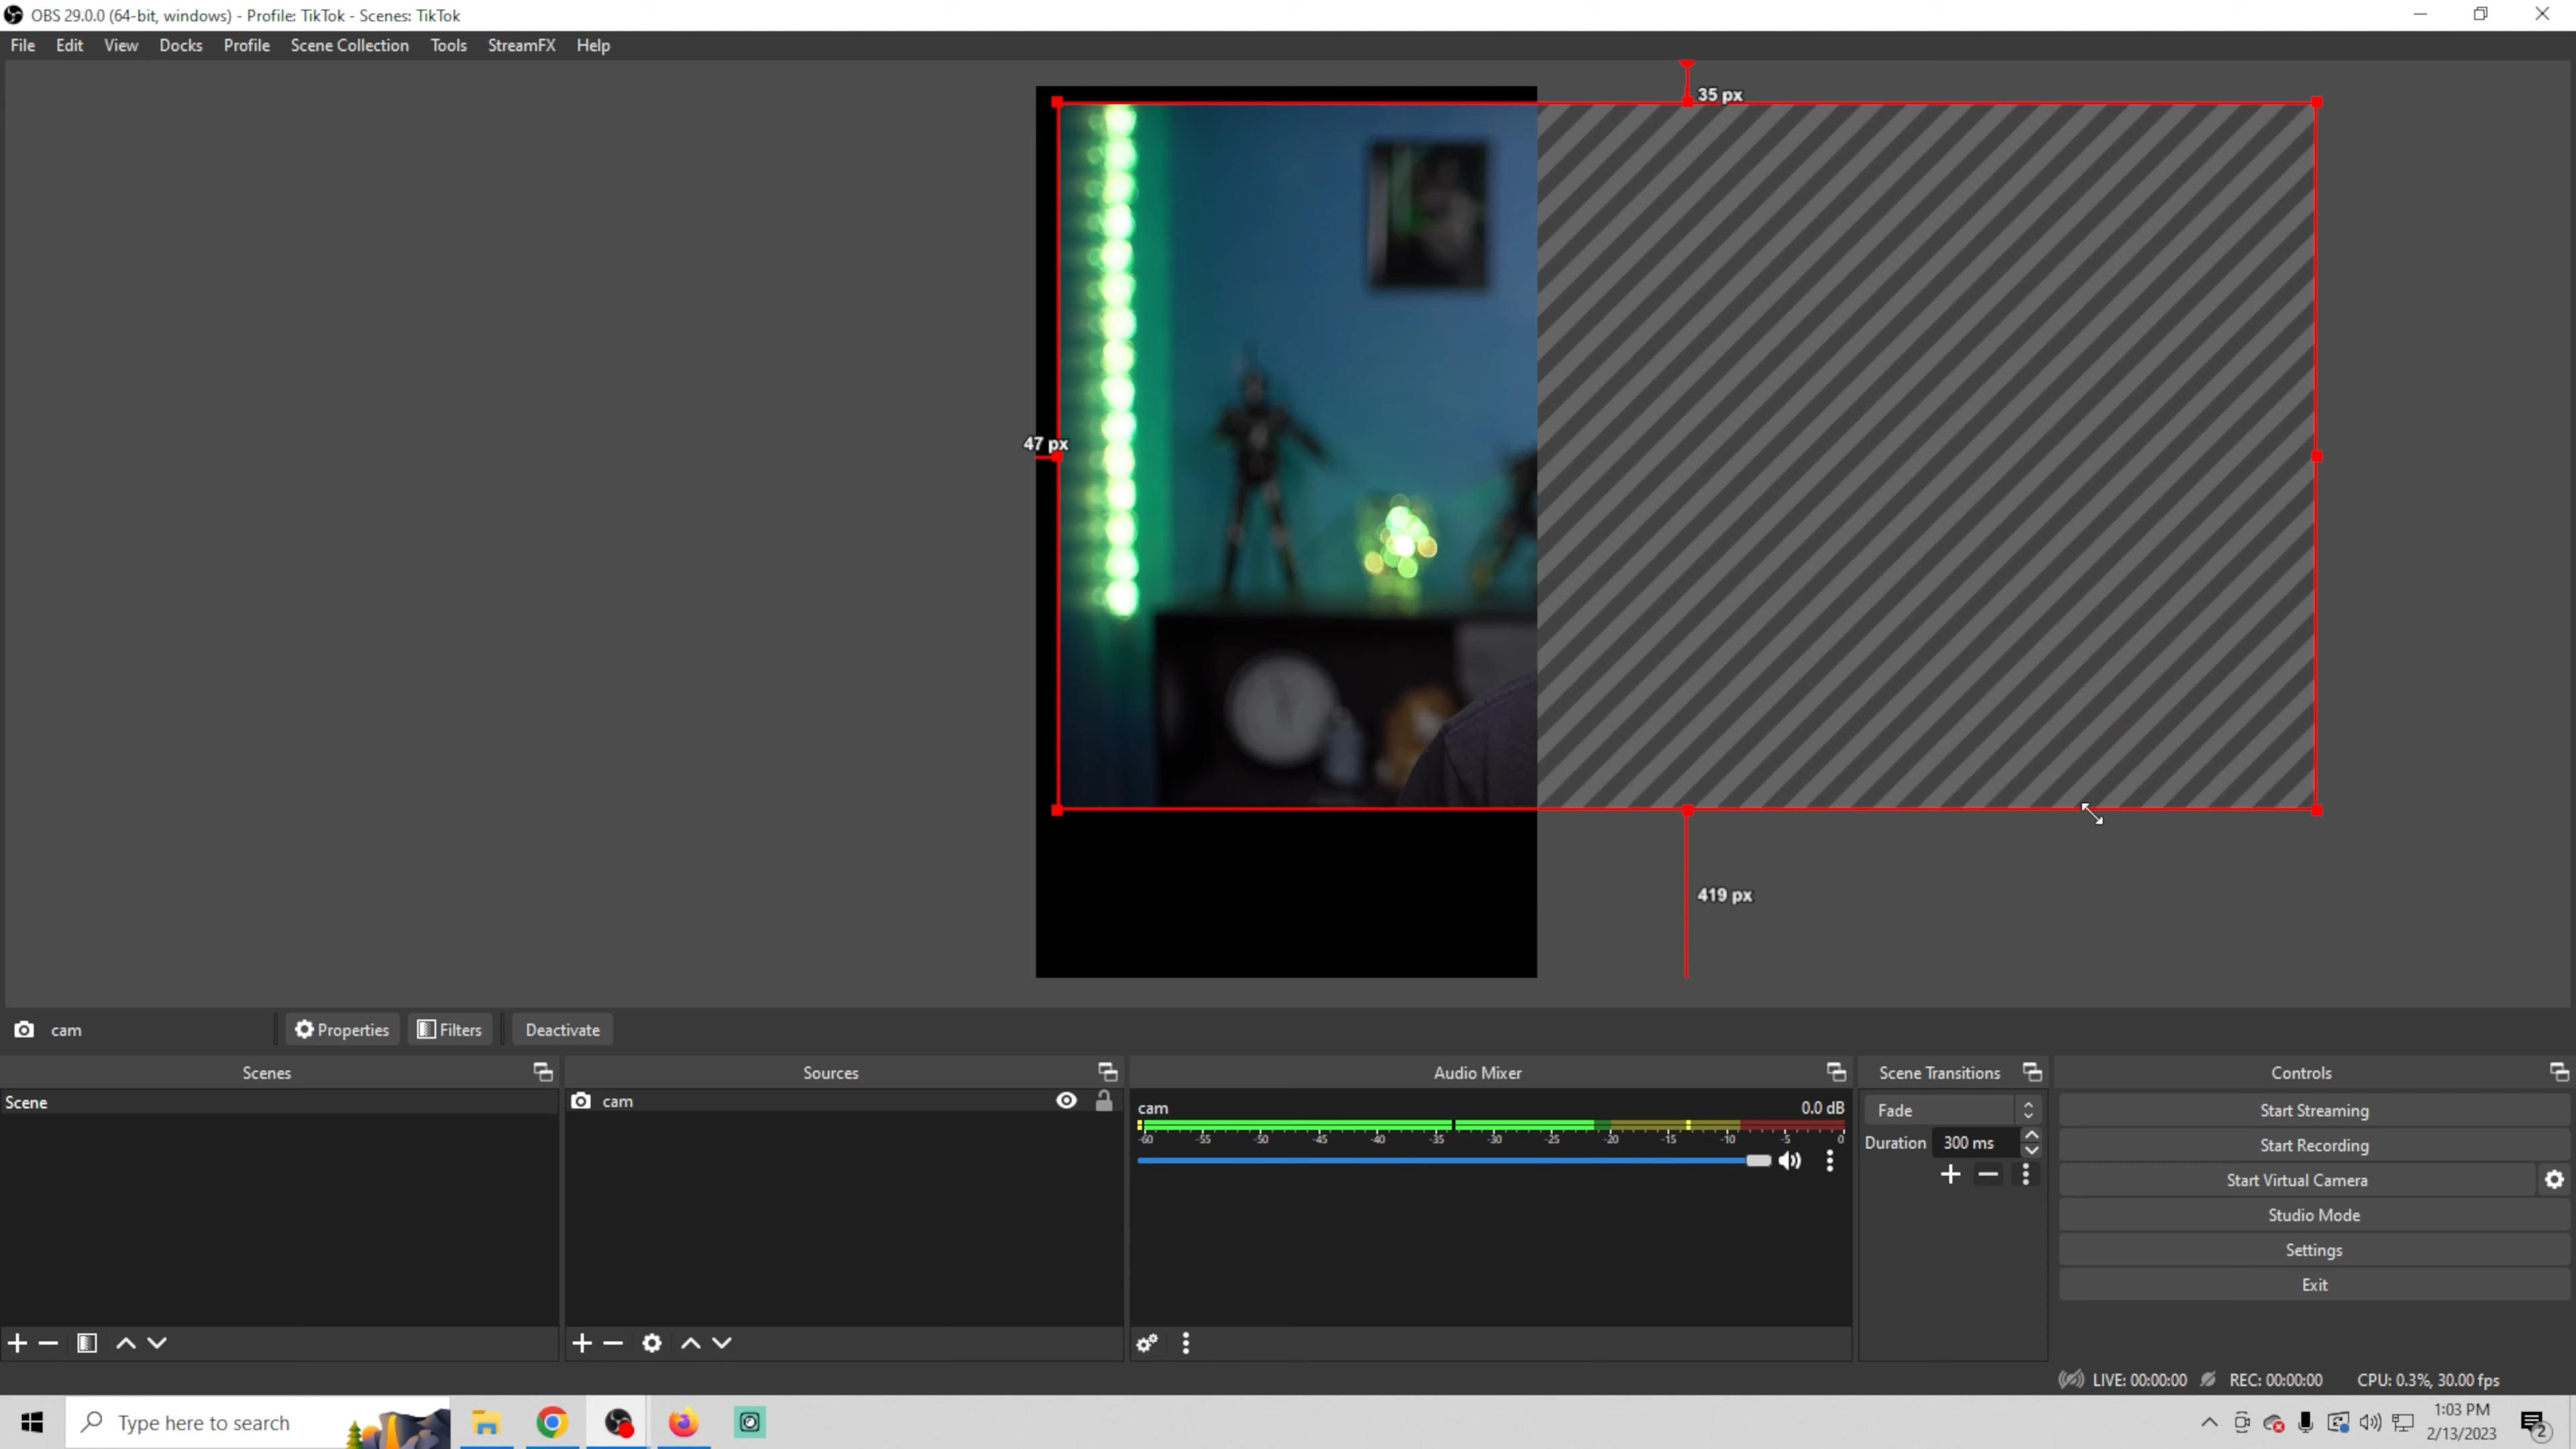 OBS 29.0.0 (64-bit, windows) - Profile: TikTok - Scenes: TikTok
File Edit View Docks Profile Scene Collection Tools StreamFX Help
35 px
47 px
419 px
cam Properties Filters Deactivate
Scenes Sources Audio Mixer Scene Transitions Controls
Scene
cam
cam 0.0 dB
-60 -55 -50 -45 -40 -35 -30 -25 -20 -15 -10 -5 0
Fade
Duration 300 ms
Start Streaming
Start Recording
Start Virtual Camera
Studio Mode
Settings
Exit
LIVE: 00:00:00 REC: 00:00:00 CPU: 0.3%, 30.00 fps
Type here to search
1:03 PM
2/13/2023
2